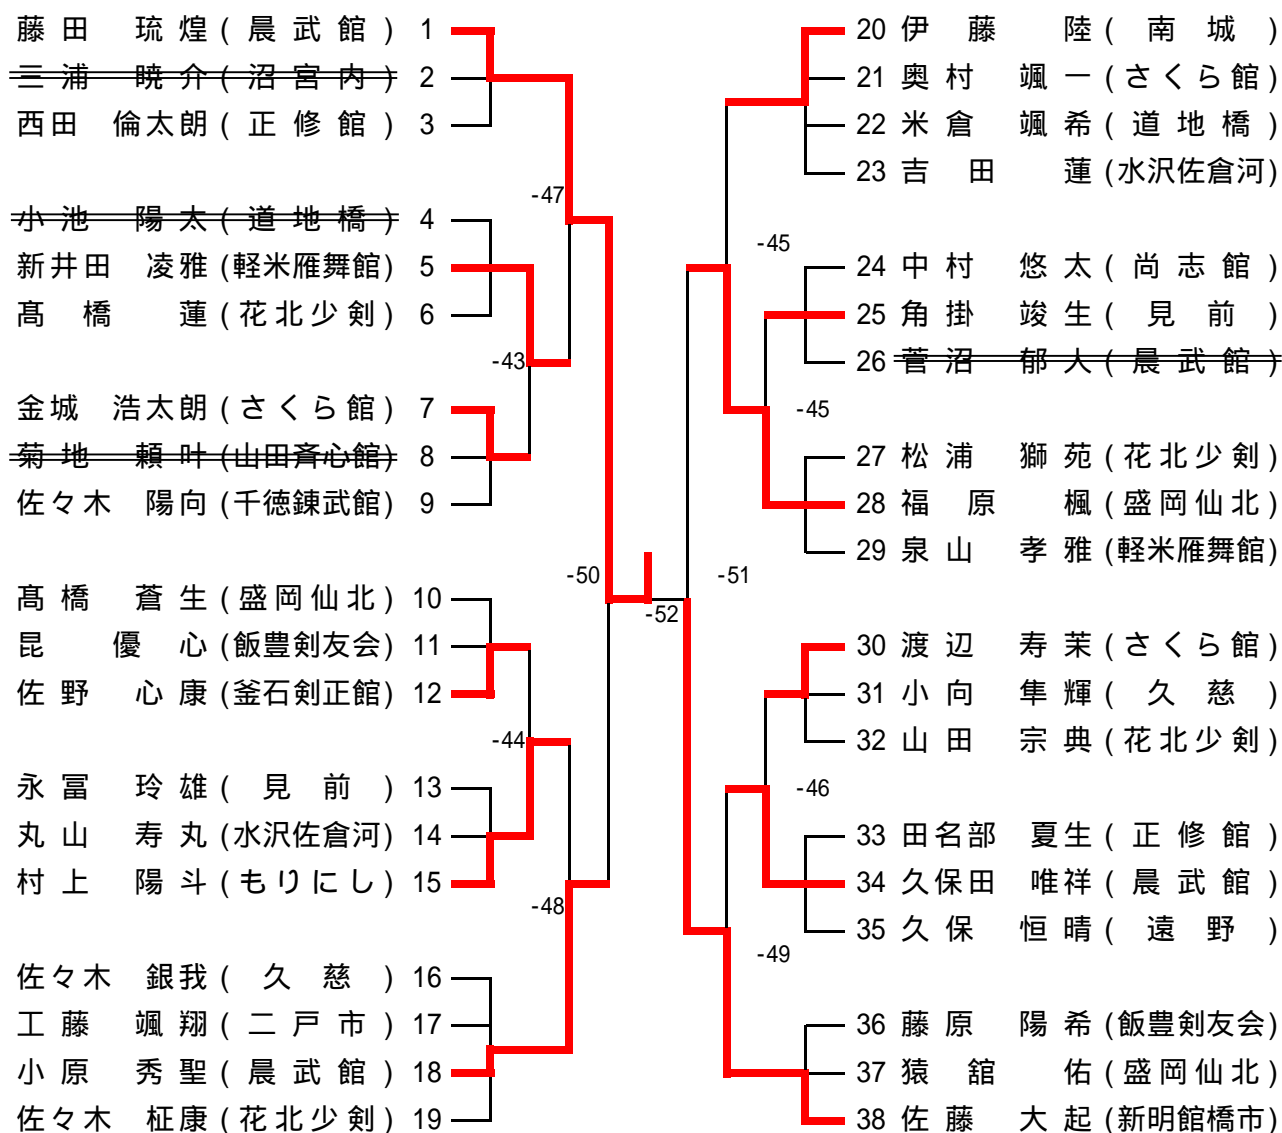 藤田 琉煌 (晨武館) 1
三浦 暁介 (沼宮内) 2
西田 倫太朗 (正修館) 3
小池 陽太 (道地橋) 4
新井田 凌雅 (軽米雁舞館) 5
髙橋 蓮 (花北少剣) 6
金城 浩太朗 (さくら館) 7
菊地 頼叶 (山田斉心館) 8
佐々木 陽向 (千徳錬武館) 9
髙橋 蒼生 (盛岡仙北) 10
昆 優心 (飯豊剣友会) 11
佐野 心康 (釜石剣正館) 12
永冨 玲雄 (見前) 13
丸山 寿丸 (水沢佐倉河) 14
村上 陽斗 (もりにし) 15
佐々木 銀我 (久慈) 16
工藤 颯翔 (二戸市) 17
小原 秀聖 (晨武館) 18
佐々木 柾康 (花北少剣) 19
-47
-43
-50
-44
-48
-52
-45
-45
-51
-46
-49
20 伊藤 陸 (南城)
21 奥村 颯一 (さくら館)
22 米倉 颯希 (道地橋)
23 吉田 蓮 (水沢佐倉河)
24 中村 悠太 (尚志館)
25 角掛 竣生 (見前)
26 菅沼 郁人 (晨武館)
27 松浦 獅苑 (花北少剣)
28 福原 楓 (盛岡仙北)
29 泉山 孝雅 (軽米雁舞館)
30 渡辺 寿茉 (さくら館)
31 小向 隼輝 (久慈)
32 山田 宗典 (花北少剣)
33 田名部 夏生 (正修館)
34 久保田 唯祥 (晨武館)
35 久保 恒晴 (遠野)
36 藤原 陽希 (飯豊剣友会)
37 猿舘 佑 (盛岡仙北)
38 佐藤 大起 (新明館橋市)